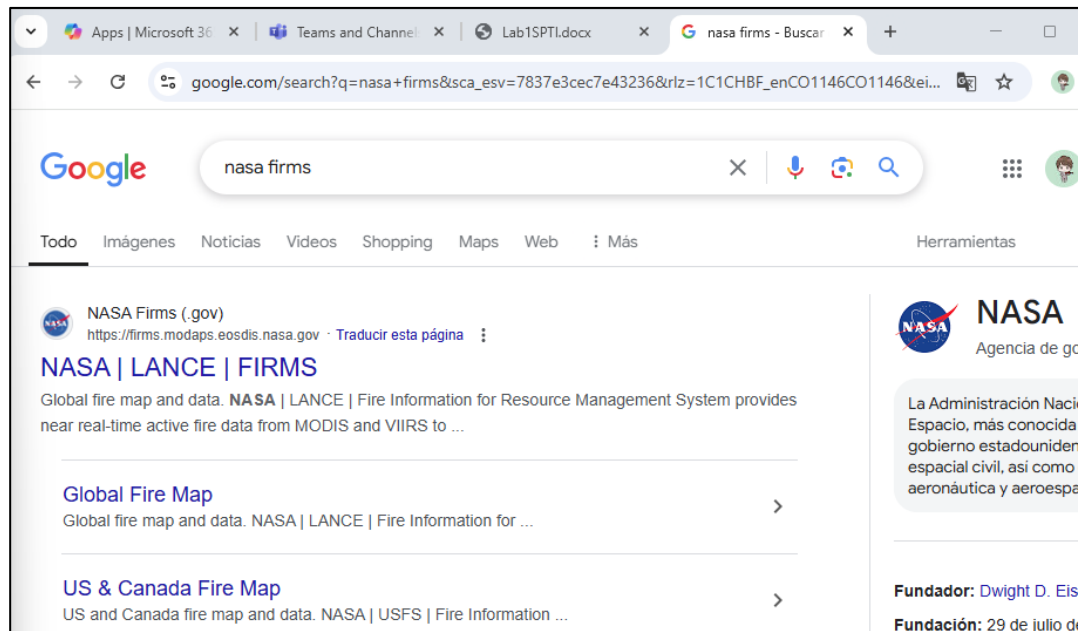 Apps | Microsoft 36
Teams and Channel
Lab1SPTI.docx
nasa firms - Buscar
google.com/search?q=nasa+firms&sca_esv=7837e3cec7e43236&rlz=1C1CHBF_enCO1146CO1146&ei...
Google
nasa firms
Todo Imágenes Noticias Videos Shopping Maps Web Más Herramientas
NASA Firms (.gov)
https://firms.modaps.eosdis.nasa.gov · Traducir esta página
NASA | LANCE | FIRMS
Global fire map and data. NASA | LANCE | Fire Information for Resource Management System provides
near real-time active fire data from MODIS and VIIRS to ...
Global Fire Map
Global fire map and data. NASA | LANCE | Fire Information for ...
US & Canada Fire Map
US and Canada fire map and data. NASA | USFS | Fire Information ...
NASA
NASA
Agencia de go
La Administración Naci
Espacio, más conocida
gobierno estadouniden
espacial civil, así como
aeronáutica y aeroespa
Fundador: Dwight D. Eis
Fundación: 29 de julio de